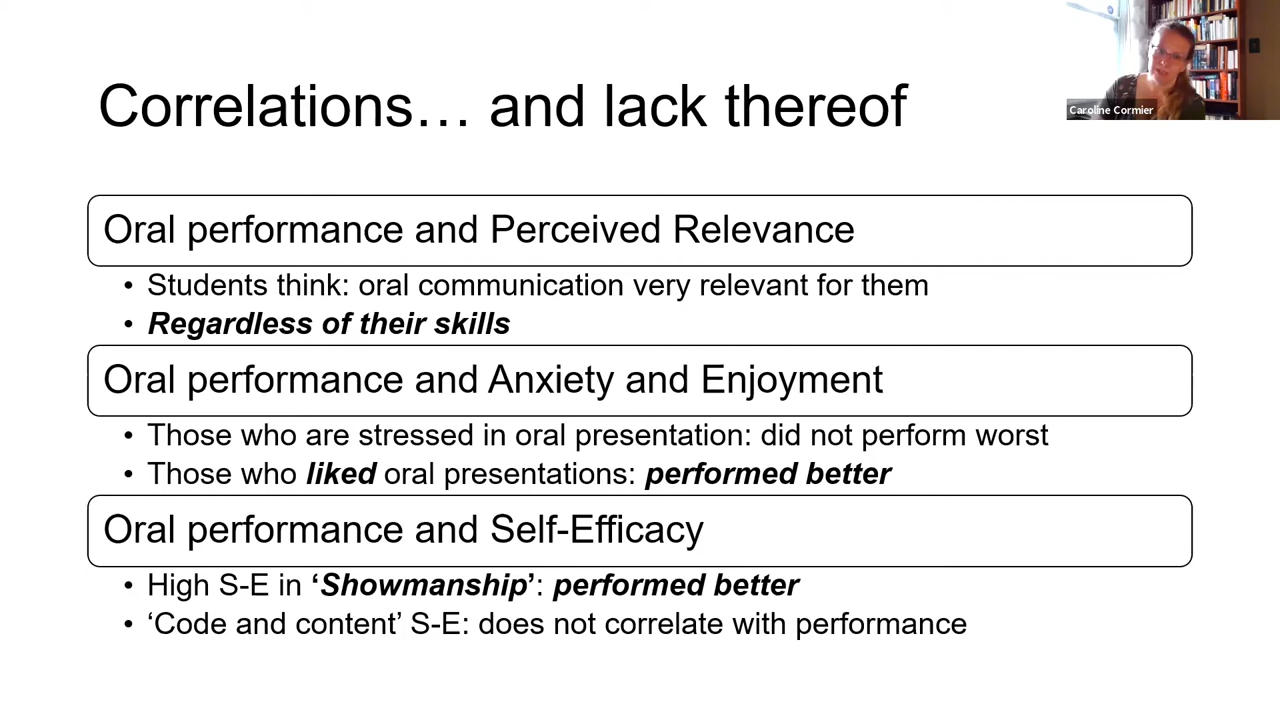 Correlations… and lack thereof
Caroline Cormier
Oral performance and Perceived Relevance
• Students think: oral communication very relevant for them
• Regardless of their skills
Oral performance and Anxiety and Enjoyment
• Those who are stressed in oral presentation: did not perform worst
• Those who liked oral presentations: performed better
Oral performance and Self-Efficacy
• High S-E in ‘Showmanship’: performed better
• ‘Code and content’ S-E: does not correlate with performance